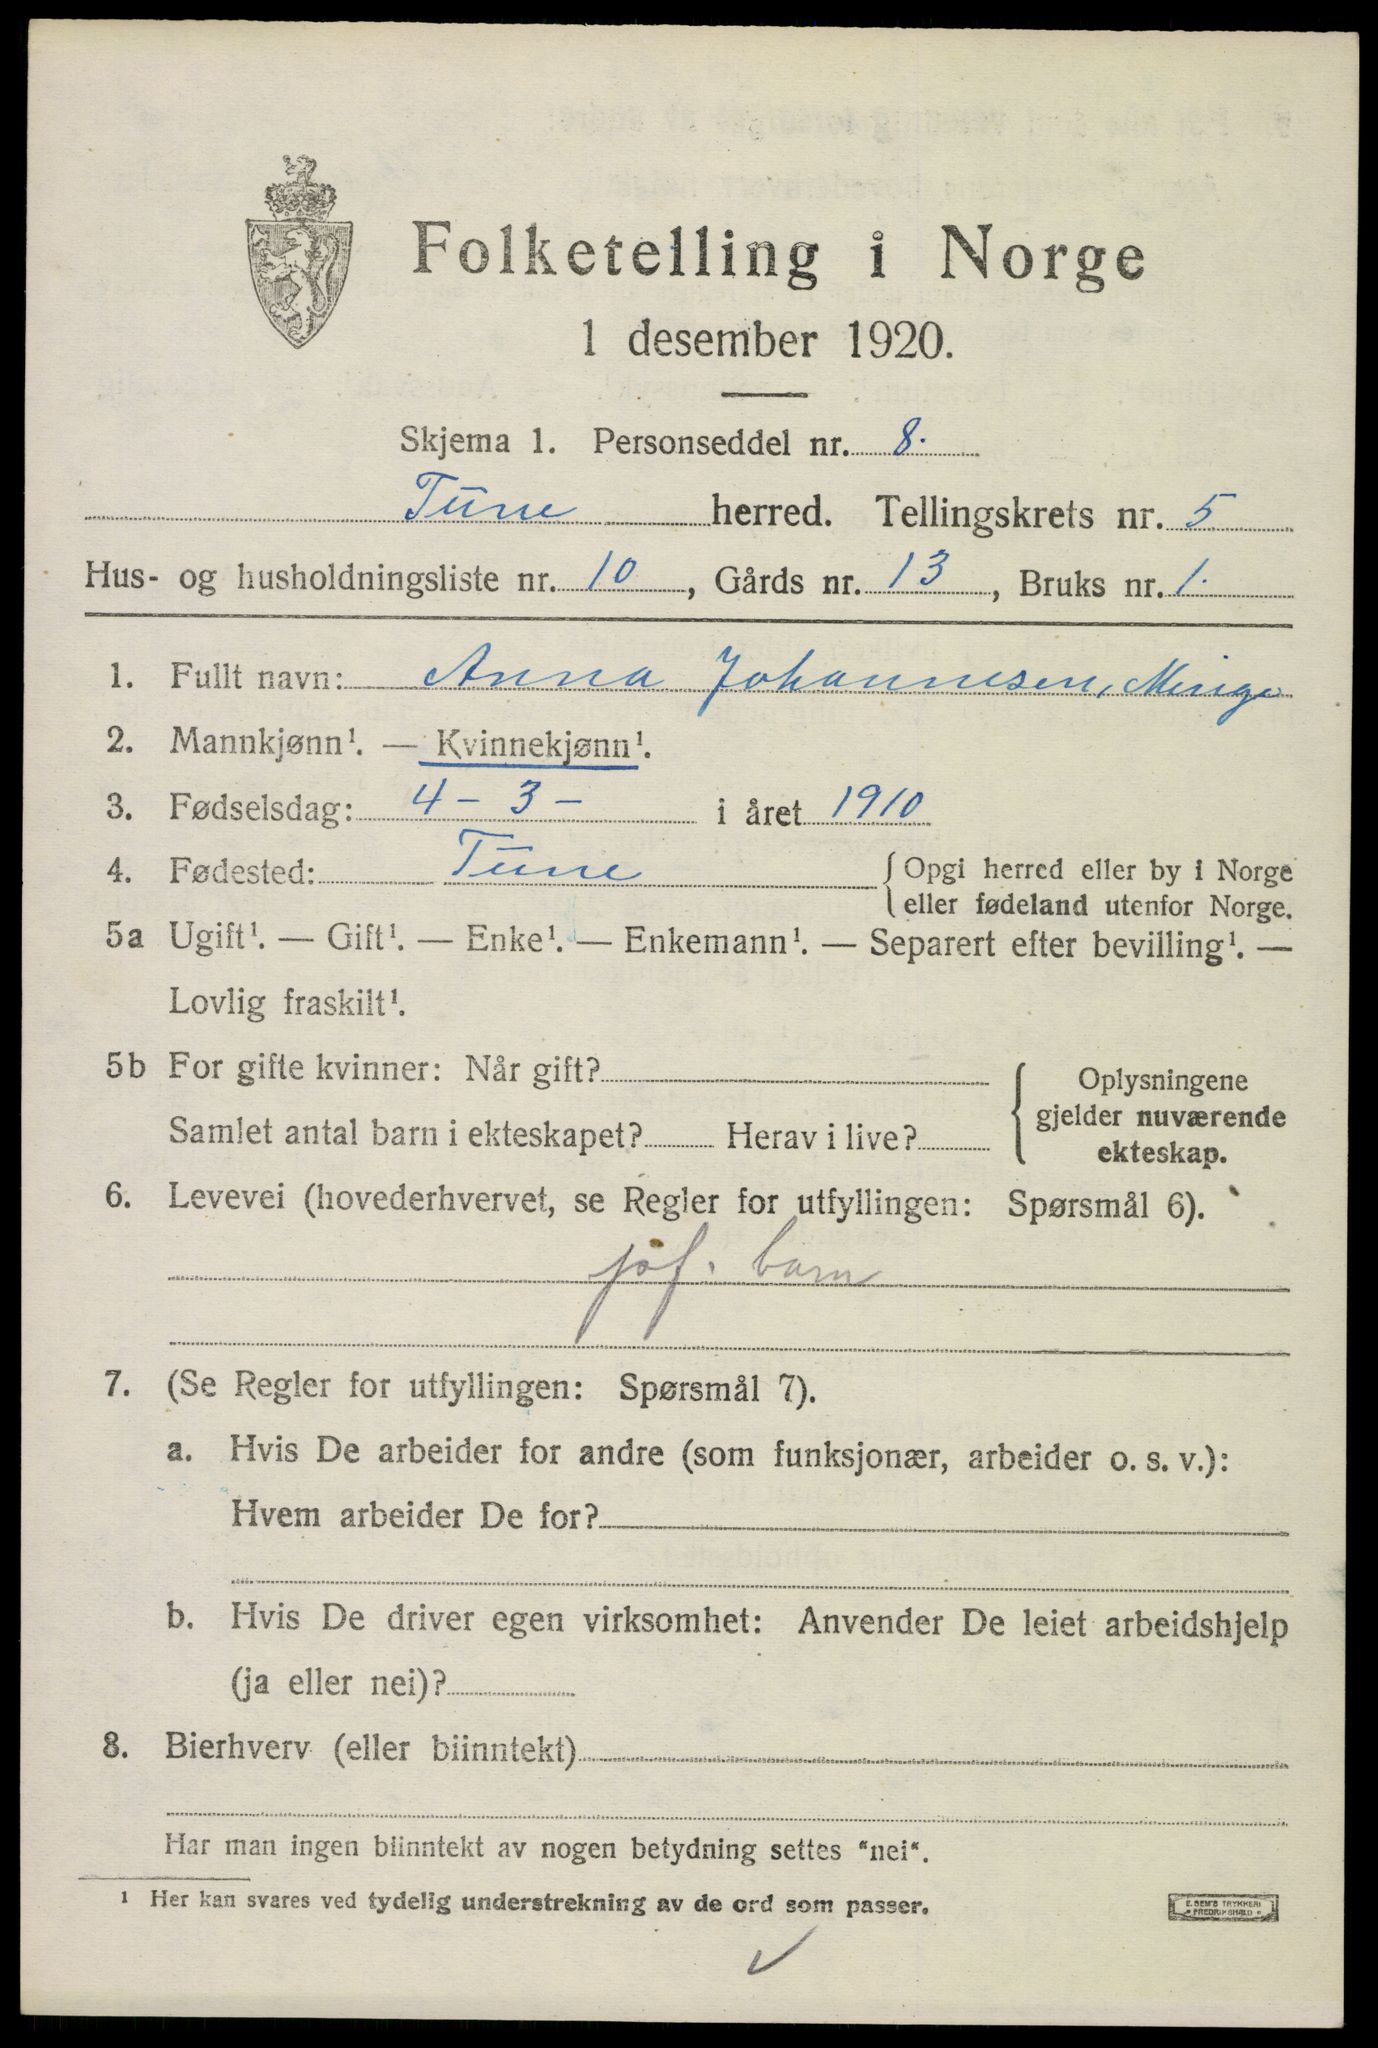 Folketelling i Norge
1 desember 1920.
Skjema 1. Personseddel nr. 8.
Tune herred. Tellingskrets nr. 5
Hus- og husholdningsliste nr. 10, Gårds nr. 13, Bruks nr. 1.
1. Fullt navn: Anna Johannesen, Minge
2. Mannkjønn¹. — Kvinnekjønn¹.
3. Fødselsdag: 4 - 3 - i året 1910
4. Fødested: Tune { Opgi herred eller by i Norge
eller fødeland utenfor Norge.
5a Ugift¹. — Gift¹. — Enke¹. — Enkemann¹. — Separert efter bevilling¹. —
Lovlig fraskilt¹.
5b For gifte kvinner: Når gift?
Samlet antal barn i ekteskapet? Herav i live?
{ Oplysningene
gjelder nuværende
ekteskap.
6. Levevei (hovederhvervet, se Regler for utfyllingen: Spørsmål 6).
barn
7. (Se Regler for utfyllingen: Spørsmål 7).
a. Hvis De arbeider for andre (som funksjonær, arbeider o. s. v.):
Hvem arbeider De for?
b. Hvis De driver egen virksomhet: Anvender De leiet arbeidshjelp
(ja eller nei)?
8. Bierhverv (eller biinntekt)
Har man ingen biinntekt av nogen betydning settes "nei".
¹ Her kan svares ved tydelig understrekning av de ord som passer.
E. SEM'S TRYKKERI
FREDRIKSHALD